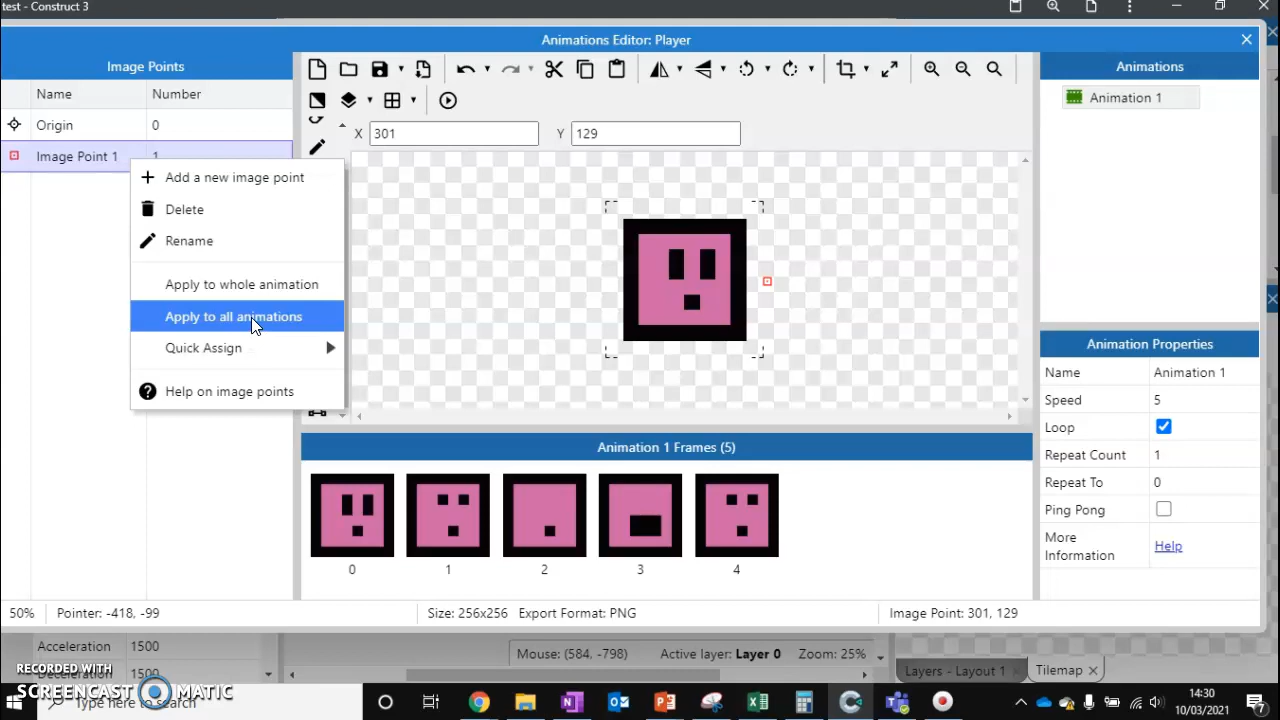 test - Construct 3
Animations Editor: Player
Image Points
Name Number
Origin 0
Image Point 1 1
Add a new image point
Delete
Rename
Apply to whole animation
Apply to all animations
Quick Assign
Help on image points
X 301 Y 129
Animations
Animation 1
Animation 1 Frames (5)
0 1 2 3 4
Animation Properties
Name Animation 1
Speed 5
Loop
Repeat Count 1
Repeat To 0
Ping Pong
More
Information Help
50% Pointer: -418, -99 Size: 256x256 Export Format: PNG Image Point: 301, 129
Acceleration 1500
Deceleration 1500
Mouse: (584, -798) Active layer: Layer 0 Zoom: 25%
Layers - Layout 1 Tilemap
RECORDED WITH
SCREENCAST MATIC
Type here to search
14:30
10/03/2021
7